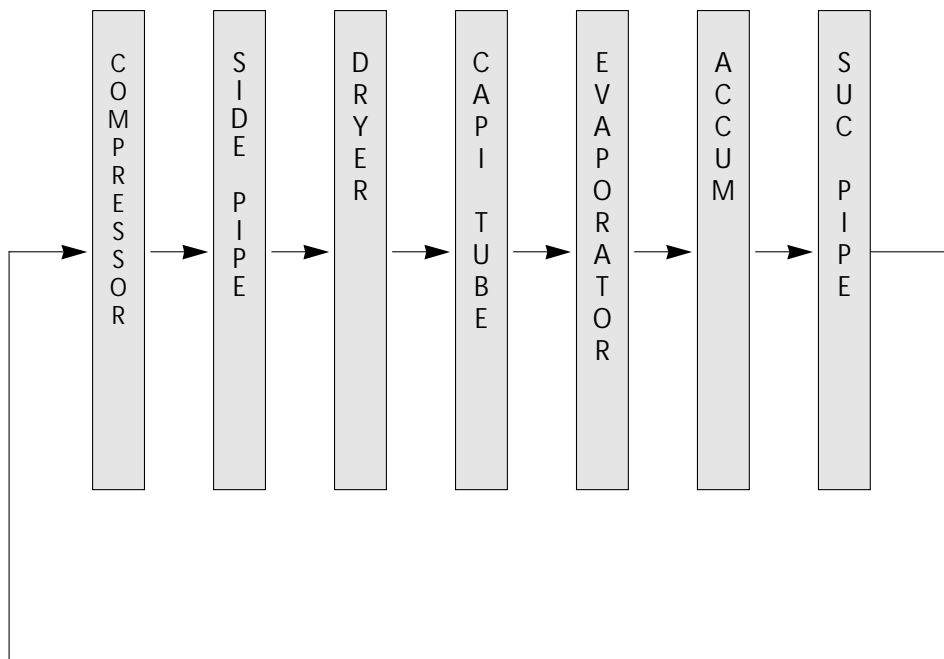 COMPRESSOR
SIDE PIPE
DRYER
CAPI TUBE
EVAPORATOR
ACCUM
SUC PIPE